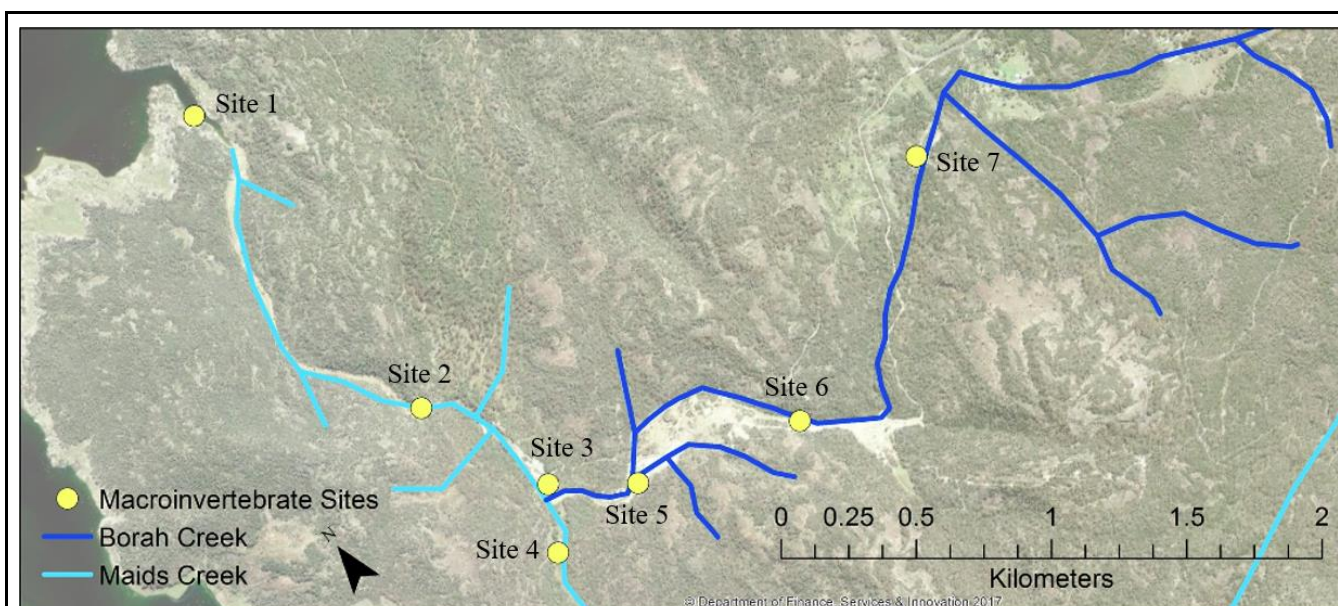 Site 1
Site 7
Site 2
Site 6
Site 3
Site 5
Site 4
Macroinvertebrate Sites
Borah Creek
Maids Creek
N
0 0.25 0.5 1 1.5 2
Kilometers
© Department of Finance, Services & Innovation 2017